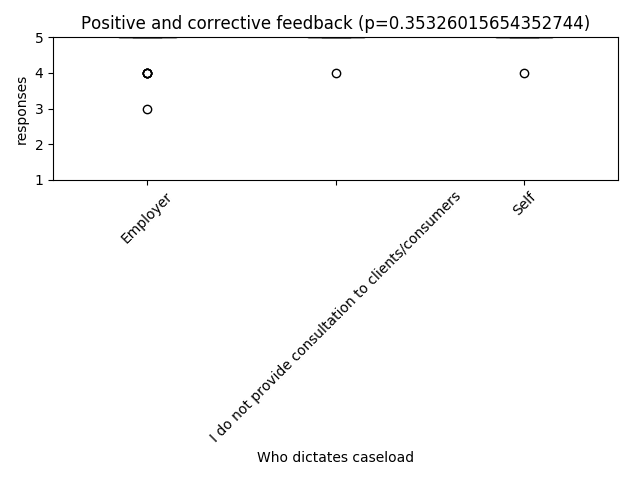 Positive and corrective feedback (p=0.35326015654352744)
5
4
3
2
1
responses
Employer
I do not provide consultation to clients/consumers
Self
Who dictates caseload